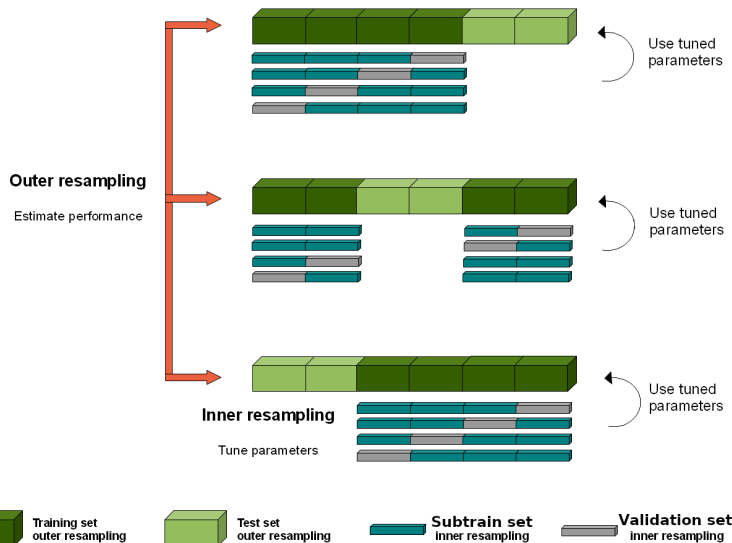 Use tuned
parameters
Outer resampling
Estimate performance
Use tuned
parameters
Use tuned
parameters
Inner resampling
Tune parameters
Training set
outer resampling
Test set
outer resampling
Subtrain set
inner resampling
Validation set
inner resampling